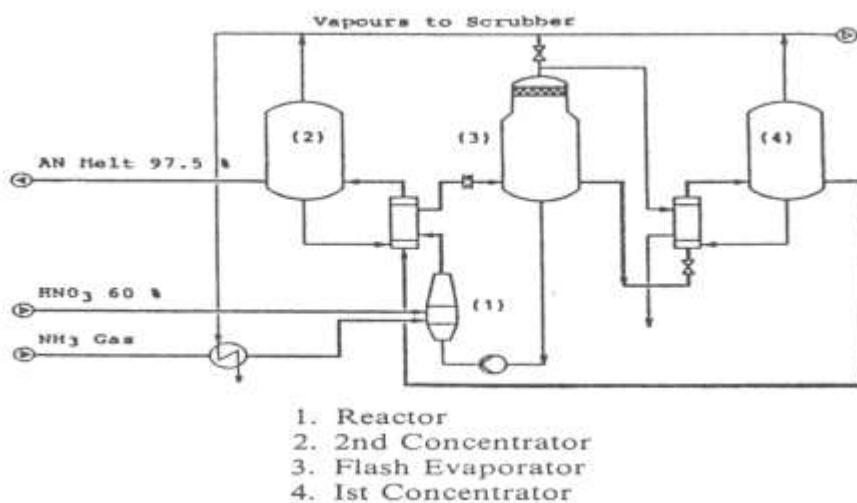 Vapours to Scrubber
(2)
(3)
(4)
AN Melt 97.5 %
HNO₃ 60 %
(1)
NH₃ Gas
1. Reactor
2. 2nd Concentrator
3. Flash Evaporator
4. Ist Concentrator